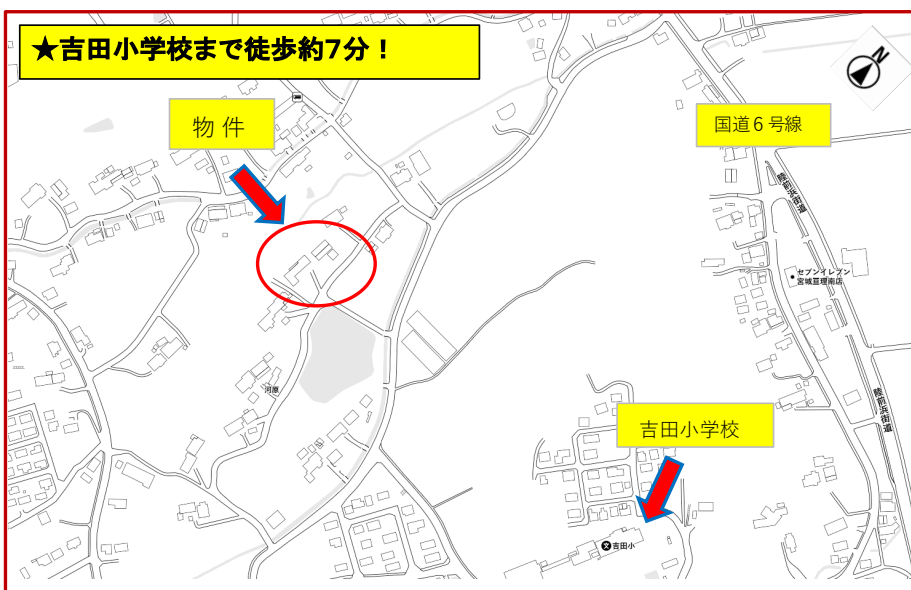 ★吉田小学校まで徒歩約7分！
N
物 件
国道６号線
陸前浜街道
セブンイレブン
宮城亘理南店
河原
陸前浜街道
吉田小学校
吉田小